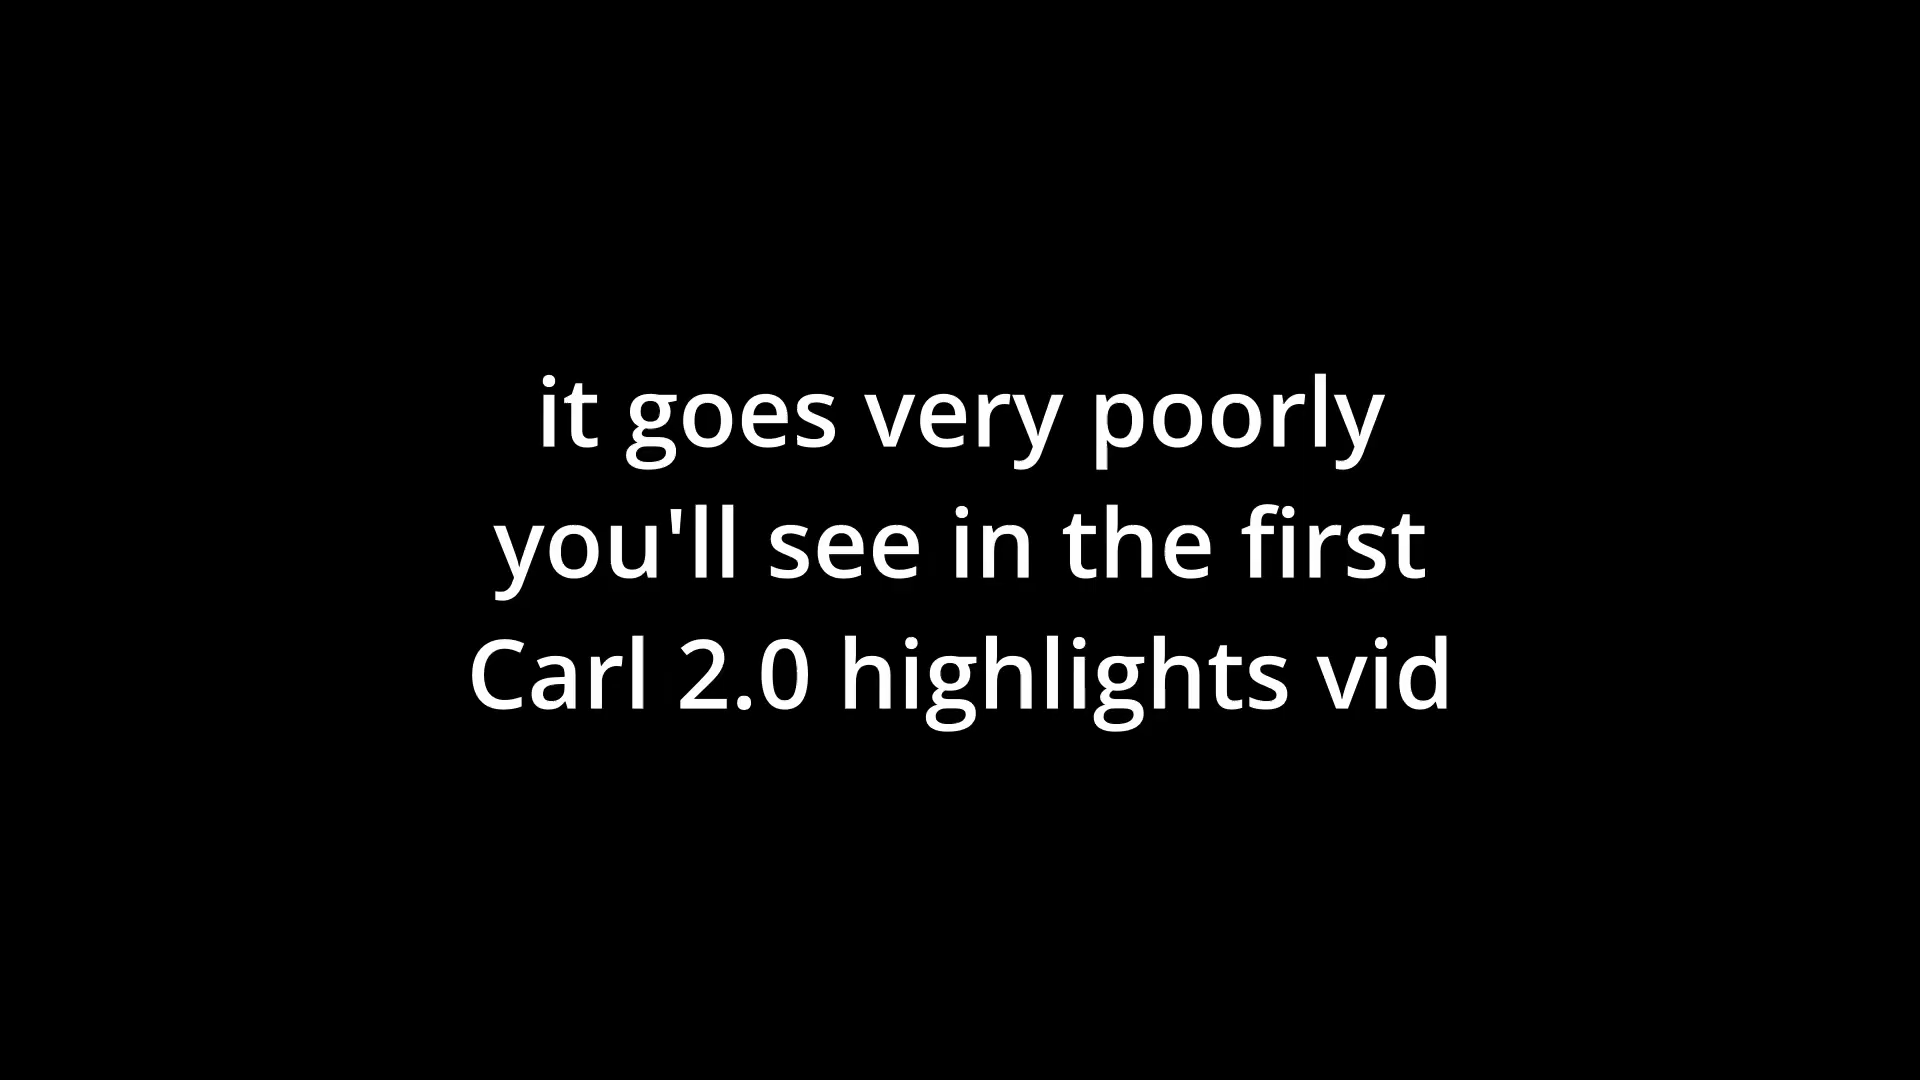 it goes very poorly
you'll see in the first
Carl 2.0 highlights vid